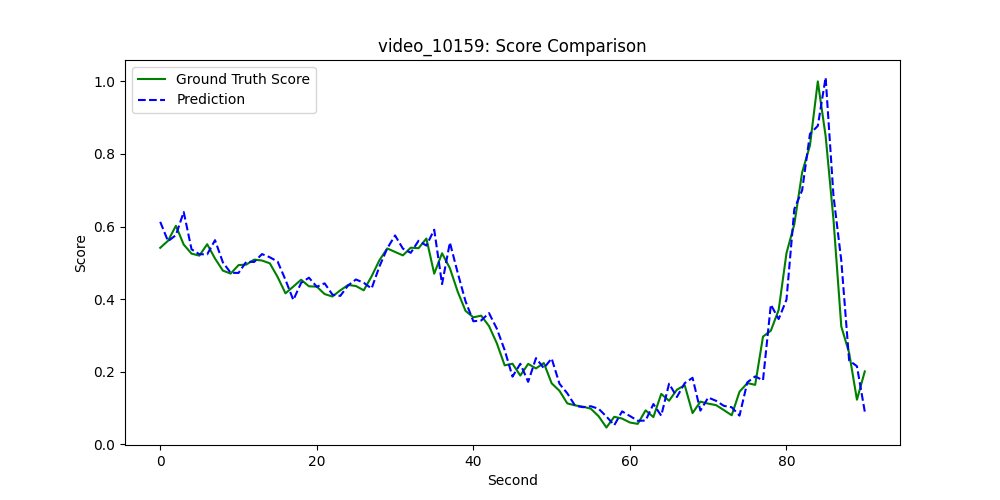 video_10159: Score Comparison
Ground Truth Score
Prediction
1.0
0.8
0.6
0.4
0.2
0.0
Score
0 20 40 60 80
Second